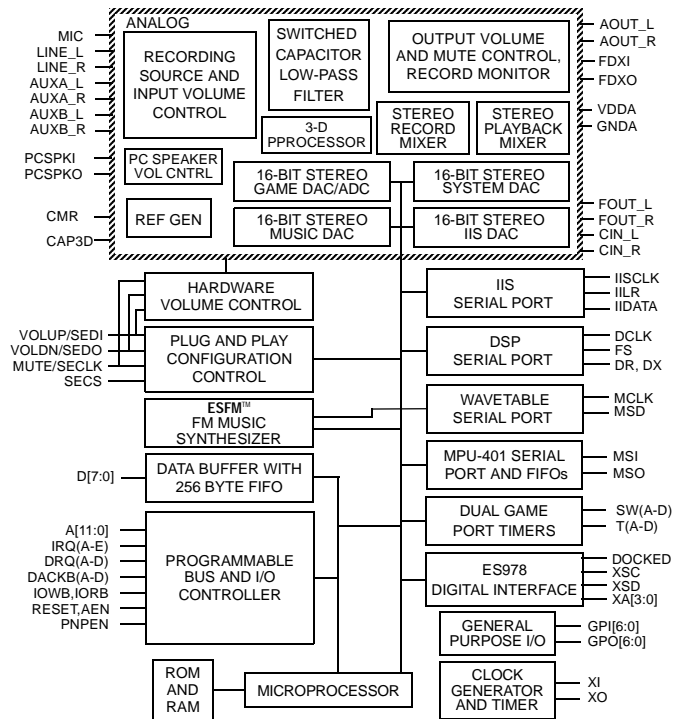 ANALOG
MIC
LINE_L
LINE_R
AUXA_L
AUXA_R
AUXB_L
AUXB_R
PCSPKI
PCSPKO
CMR
CAP3D
RECORDING
SOURCE AND
INPUT VOLUME
CONTROL
SWITCHED
CAPACITOR
LOW-PASS
FILTER
OUTPUT VOLUME
AND MUTE CONTROL,
RECORD MONITOR
3-D
PPROCESSOR
STEREO
RECORD
MIXER
STEREO
PLAYBACK
MIXER
PC SPEAKER
VOL CNTRL
16-BIT STEREO
GAME DAC/ADC
16-BIT STEREO
SYSTEM DAC
REF GEN
16-BIT STEREO
MUSIC DAC
16-BIT STEREO
IIS DAC
AOUT_L
AOUT_R
FDXI
FDXO
VDDA
GNDA
FOUT_L
FOUT_R
CIN_L
CIN_R
HARDWARE
VOLUME CONTROL
VOLUP/SEDI
VOLDN/SEDO
MUTE/SECLK
SECS
PLUG AND PLAY
CONFIGURATION
CONTROL
ESFM™
FM MUSIC
SYNTHESIZER
D[7:0]
DATA BUFFER WITH
256 BYTE FIFO
A[11:0]
IRQ(A-E)
DRQ(A-D)
DACKB(A-D)
IOWB,IORB
RESET,AEN
PNPEN
PROGRAMMABLE
BUS AND I/O
CONTROLLER
ROM
AND
RAM
MICROPROCESSOR
IIS
SERIAL PORT
IISCLK
IILR
IIDATA
DSP
SERIAL PORT
DCLK
FS
DR, DX
WAVETABLE
SERIAL PORT
MCLK
MSD
MPU-401 SERIAL
PORT AND FIFOs
MSI
MSO
DUAL GAME
PORT TIMERS
SW(A-D)
T(A-D)
ES978
DIGITAL INTERFACE
DOCKED
XSC
XSD
XA[3:0]
GENERAL
PURPOSE I/O
GPI[6:0]
GPO[6:0]
CLOCK
GENERATOR
AND TIMER
XI
XO